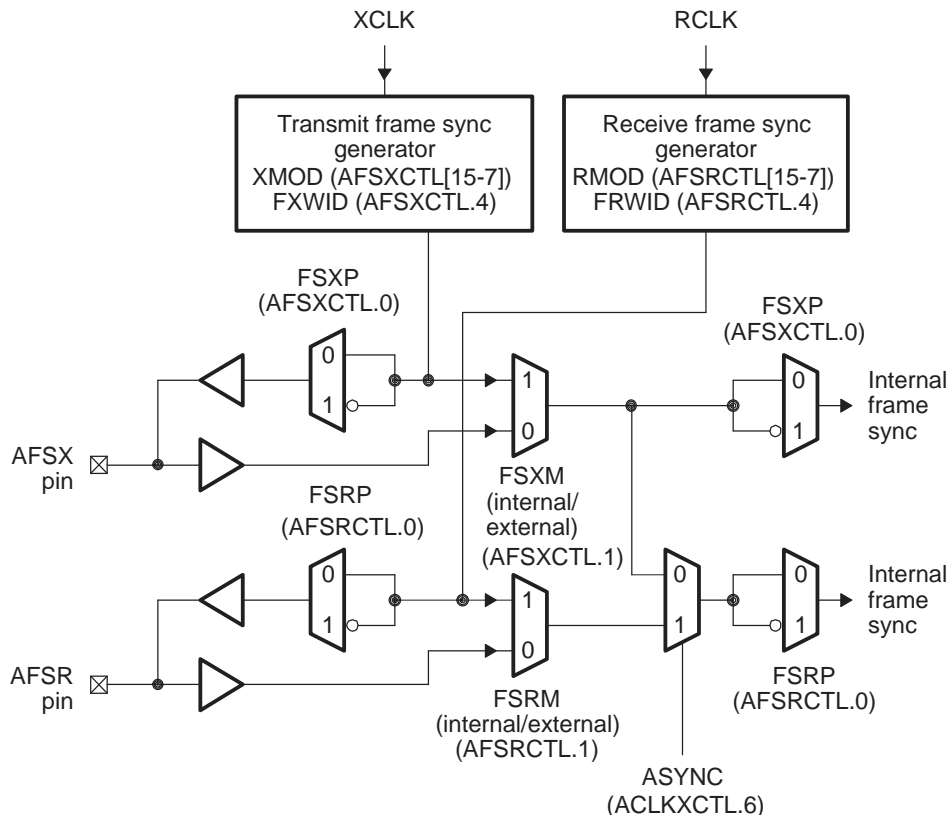 XCLK
RCLK
Transmit frame sync
generator
XMOD (AFSXCTL[15-7])
FXWID (AFSXCTL.4)
Receive frame sync
generator
RMOD (AFSRCTL[15-7])
FRWID (AFSRCTL.4)
FSXP
(AFSXCTL.0)
0
1
1
0
FSXP
(AFSXCTL.0)
0
1
Internal
frame
sync
AFSX
pin
FSXM
(internal/
external)
(AFSXCTL.1)
FSRP
(AFSRCTL.0)
0
1
1
0
0
1
0
1
Internal
frame
sync
AFSR
pin
FSRM
(internal/external)
(AFSRCTL.1)
FSRP
(AFSRCTL.0)
ASYNC
(ACLKXCTL.6)